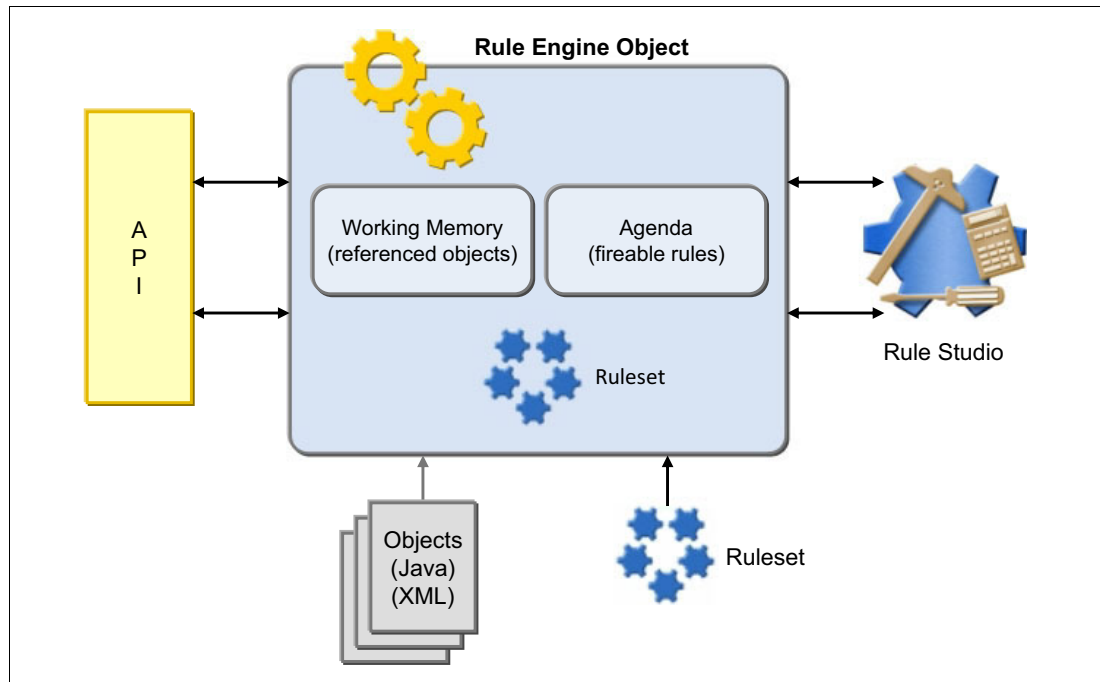 Rule Engine Object
A
P
I
Working Memory
(referenced objects)
Agenda
(fireable rules)
Ruleset
Rule Studio
Objects
(Java)
(XML)
Ruleset